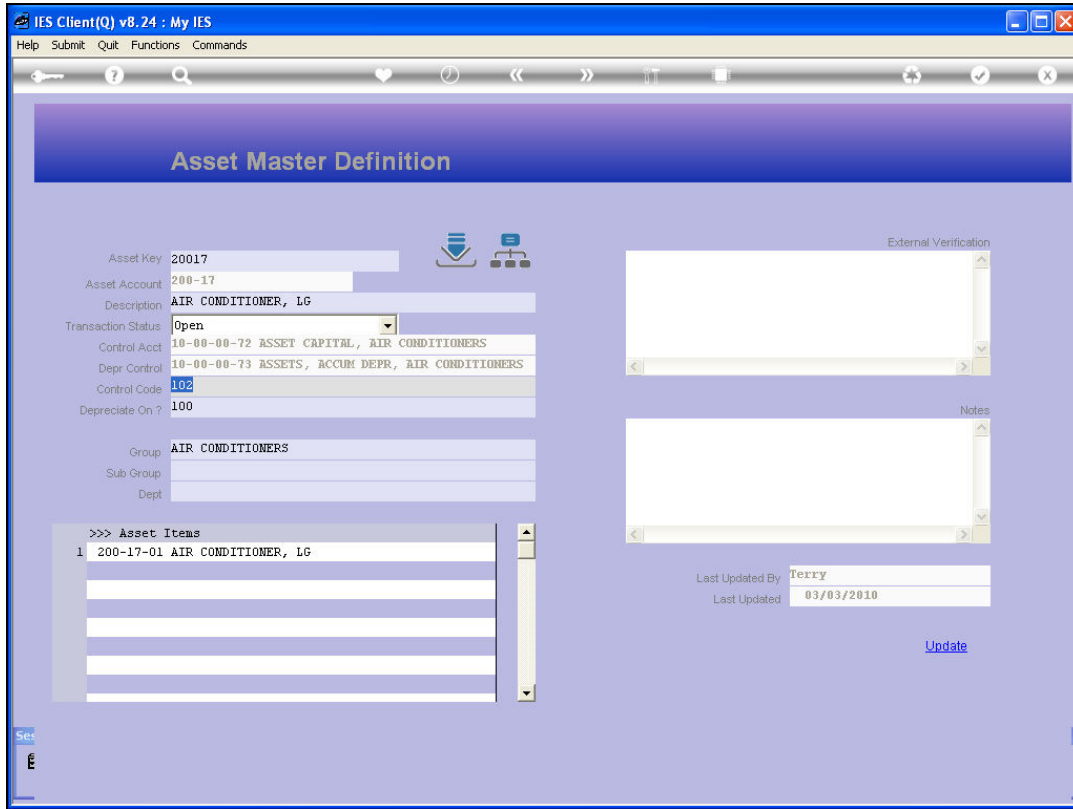 IES Client(Q) v8.24 : My IES
Help Submit Quit Functions Commands
Asset Master Definition
Asset Key 20017
Asset Account 200-17
Description AIR CONDITIONER, LG
Transaction Status Open
Control Acct 10-00-00-72 ASSET CAPITAL, AIR CONDITIONERS
Depr Control 10-00-00-73 ASSETS, ACCUM DEPR, AIR CONDITIONERS
Control Code 102
Depreciate On ? 100
Group AIR CONDITIONERS
Sub Group
Dept
>>> Asset Items
1 200-17-01 AIR CONDITIONER, LG
External Verification
Notes
Last Updated By Terry
Last Updated 03/03/2010
Update
Ses